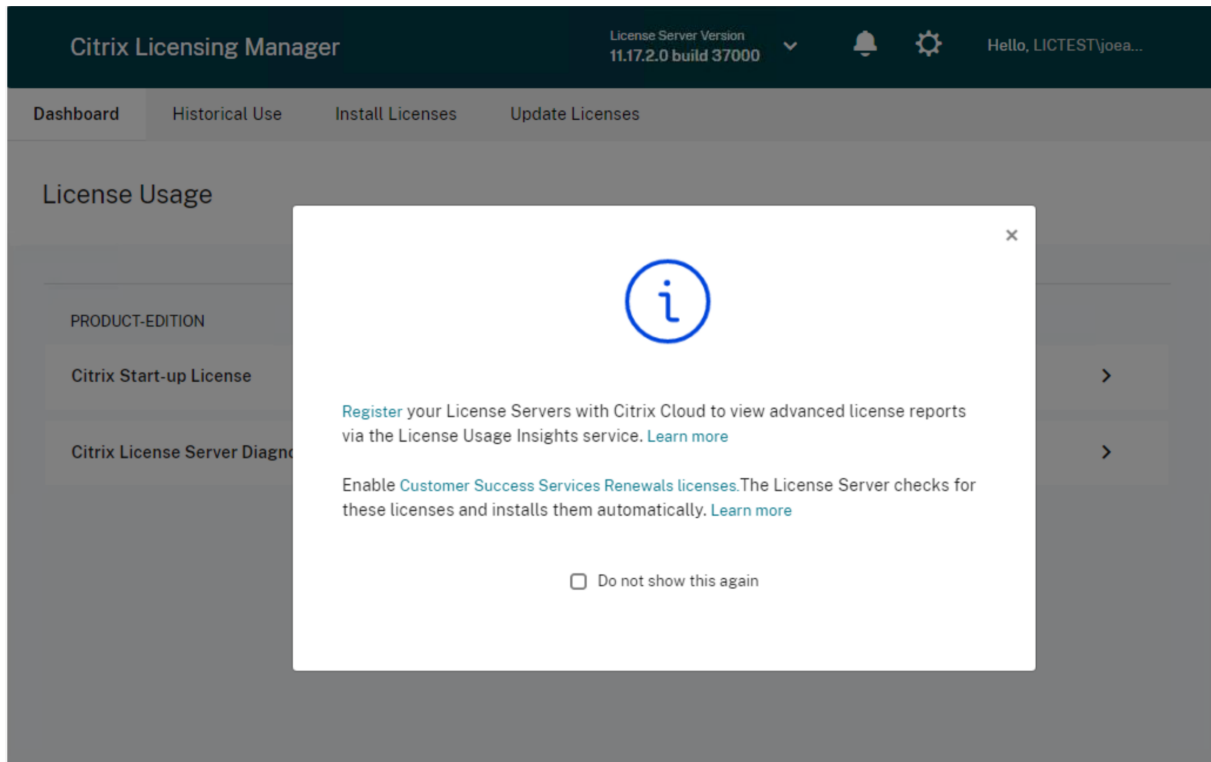 Citrix Licensing Manager
License Server Version
11.17.2.0 build 37000
Hello, LICTEST\joea...
Dashboard
Historical Use
Install Licenses
Update Licenses
License Usage
PRODUCT-EDITION
Citrix Start-up License
Citrix License Server Diagno
Register your License Servers with Citrix Cloud to view advanced license reports
via the License Usage Insights service. Learn more
Enable Customer Success Services Renewals licenses.The License Server checks for
these licenses and installs them automatically. Learn more
Do not show this again